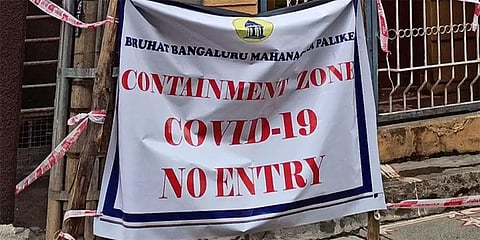 BRUHAT BANGALURU MAHANAGARA PALIKE
CONTAINMENT ZONE
COVID-19
NO ENTRY